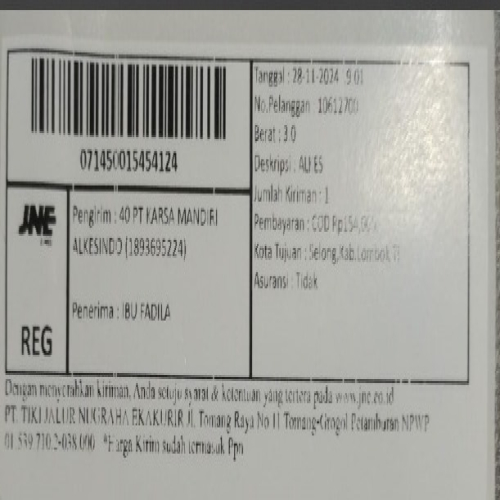 071450015454124
JNE
REG
Pengirim : 40 PT KARSA MANDIRI
ALKESINDO (1893695224)
Penerima : IBU FADILA
Tanggal : 28-11-2024 9:01
No.Pelanggan : 10612700
Berat : 3.0
Deskripsi : ALKES
Jumlah Kiriman : 1
Pembayaran : COD
Kota Tujuan : Selong,Kab.Lombok
Asuransi : Tidak
Dengan menyerahkan kiriman, Anda setuju syarat & ketentuan yang tertera pada www.jne.co.id
PT. TIKI JALUR NUGRAHA EKAKURIR Jl. Tomang Raya No 11 Tomang-Grogol Petamburan NPWP
01.539.710.2-038.000 *Harga Kirim sudah termasuk Ppn